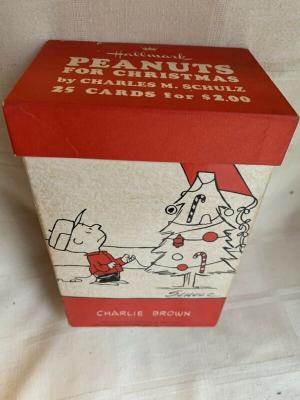 Hallmark
PEANUTS
FOR CHRISTMAS
by CHARLES M. SCHULZ
25 CARDS for $2.00
SCHULZ
CHARLIE BROWN